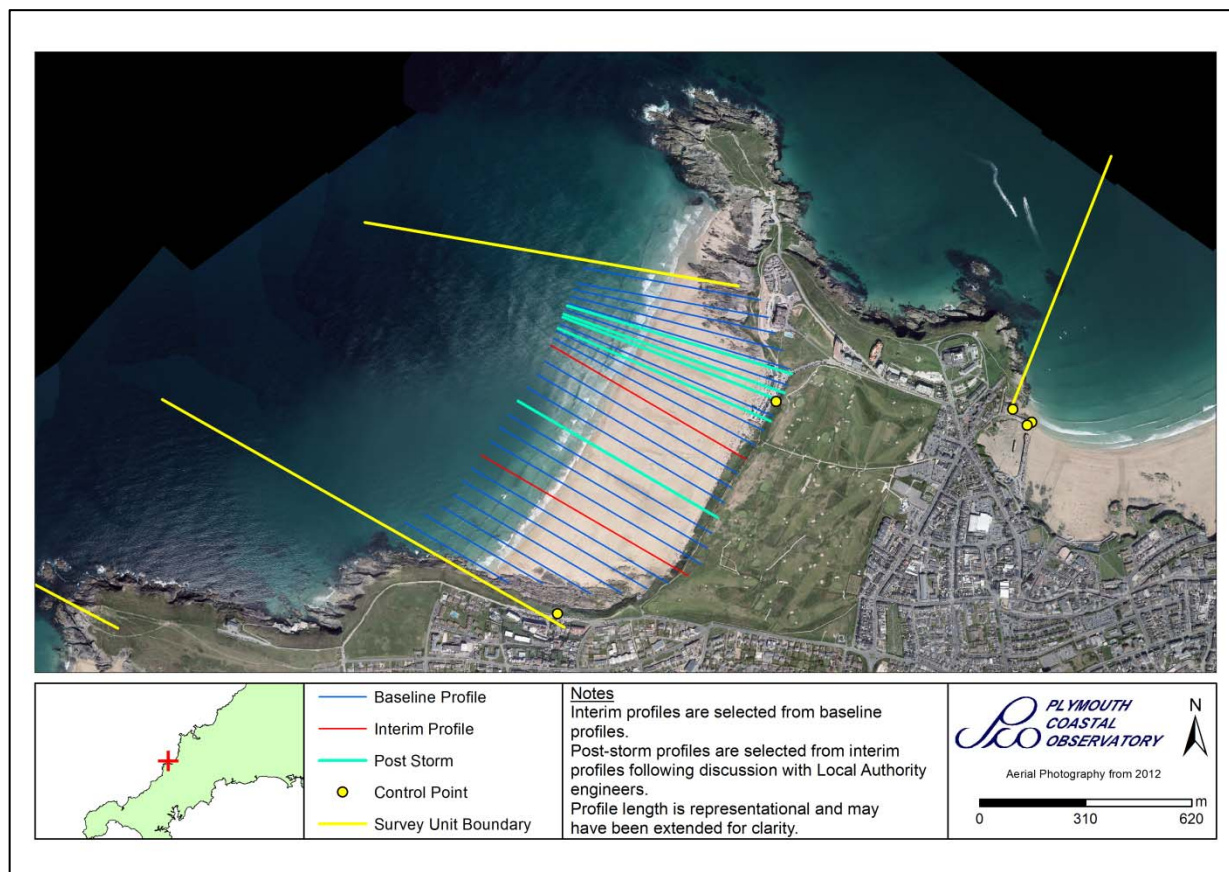 Baseline Profile
Interim Profile
Post Storm
Control Point
Survey Unit Boundary
Notes
Interim profiles are selected from baseline
profiles.
Post-storm profiles are selected from interim
profiles following discussion with Local Authority
engineers.
Profile length is representational and may
have been extended for clarity.
PLYMOUTH
COASTAL
OBSERVATORY
N
Aerial Photography from 2012
m
0 310 620